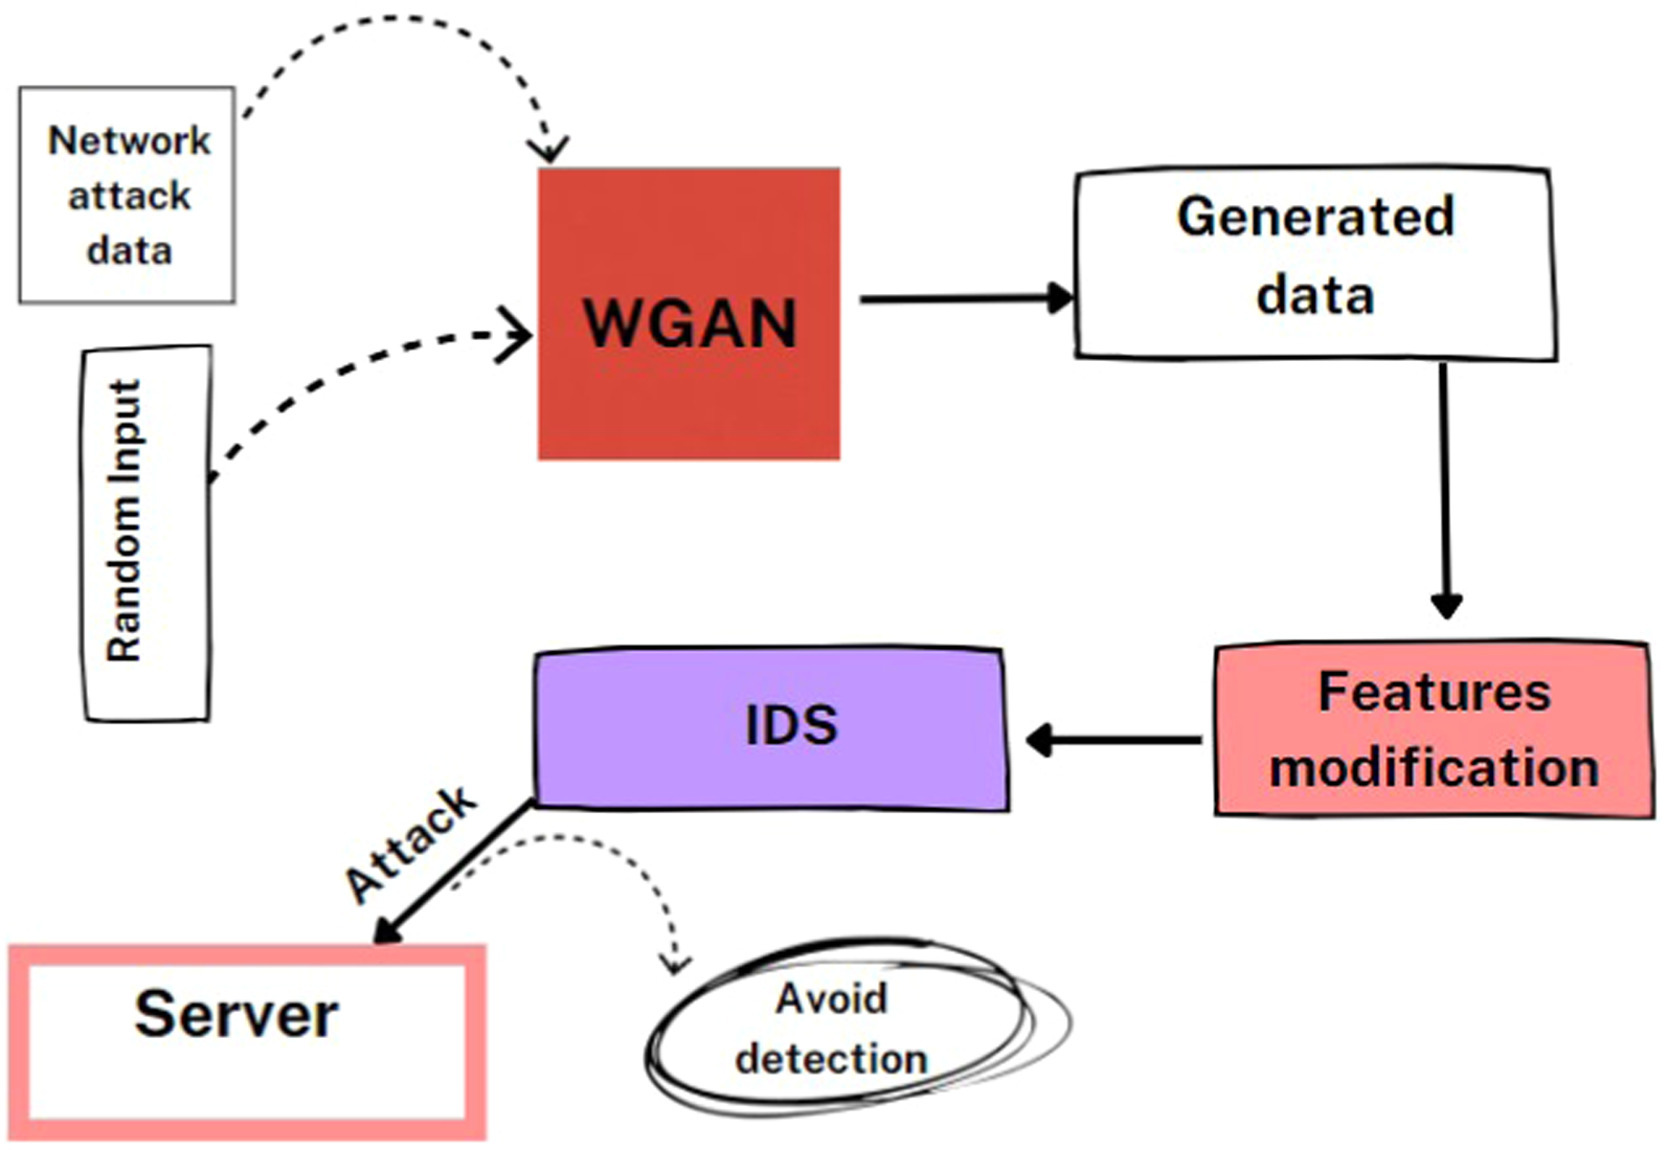 Network
attack
data
Random Input
WGAN
Generated
data
Features
modification
IDS
Attack
Server
Avoid
detection